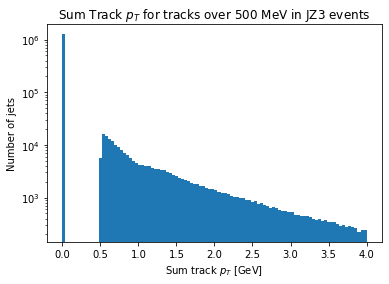 Sum Track $p_T$ for tracks over 500 MeV in JZ3 events
Number of jets
10^6
10^5
10^4
10^3
0.0 0.5 1.0 1.5 2.0 2.5 3.0 3.5 4.0
Sum track $p_T$ [GeV]